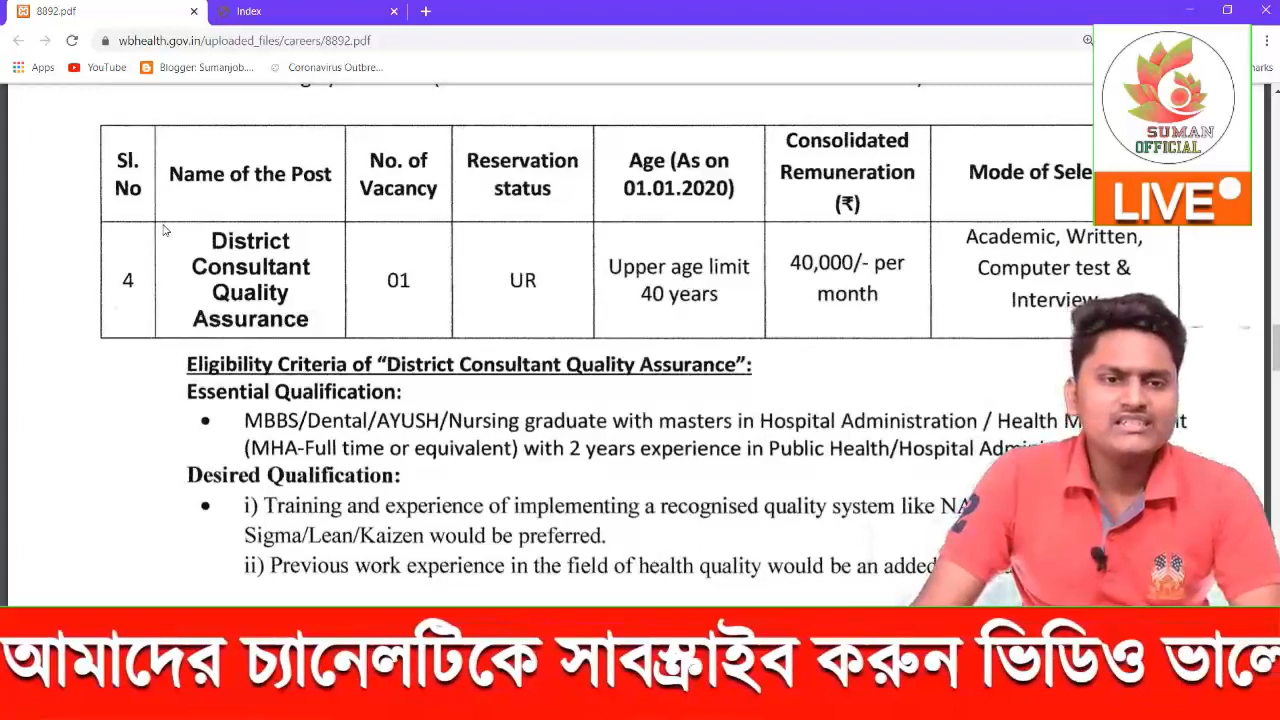 8892.pdf
Index
wbhealth.gov.in/uploaded_files/careers/8892.pdf
Apps
YouTube
Blogger: Sumanjob....
Coronavirus Outbre...
SUMAN
OFFICIAL
LIVE
Sl. No
Name of the Post
No. of Vacancy
Reservation status
Age (As on 01.01.2020)
Consolidated Remuneration (₹)
Mode of Sele
4
District Consultant Quality Assurance
01
UR
Upper age limit 40 years
40,000/- per month
Academic, Written, Computer test & Interview
Eligibility Criteria of “District Consultant Quality Assurance”:
Essential Qualification:
• MBBS/Dental/AYUSH/Nursing graduate with masters in Hospital Administration / Health M
(MHA-Full time or equivalent) with 2 years experience in Public Health/Hospital Adm
Desired Qualification:
• i) Training and experience of implementing a recognised quality system like NA
Sigma/Lean/Kaizen would be preferred.
ii) Previous work experience in the field of health quality would be an added
আমাদের চ্যানেলটিকে সাবস্ক্রাইব করুন ভিডিও ভালে